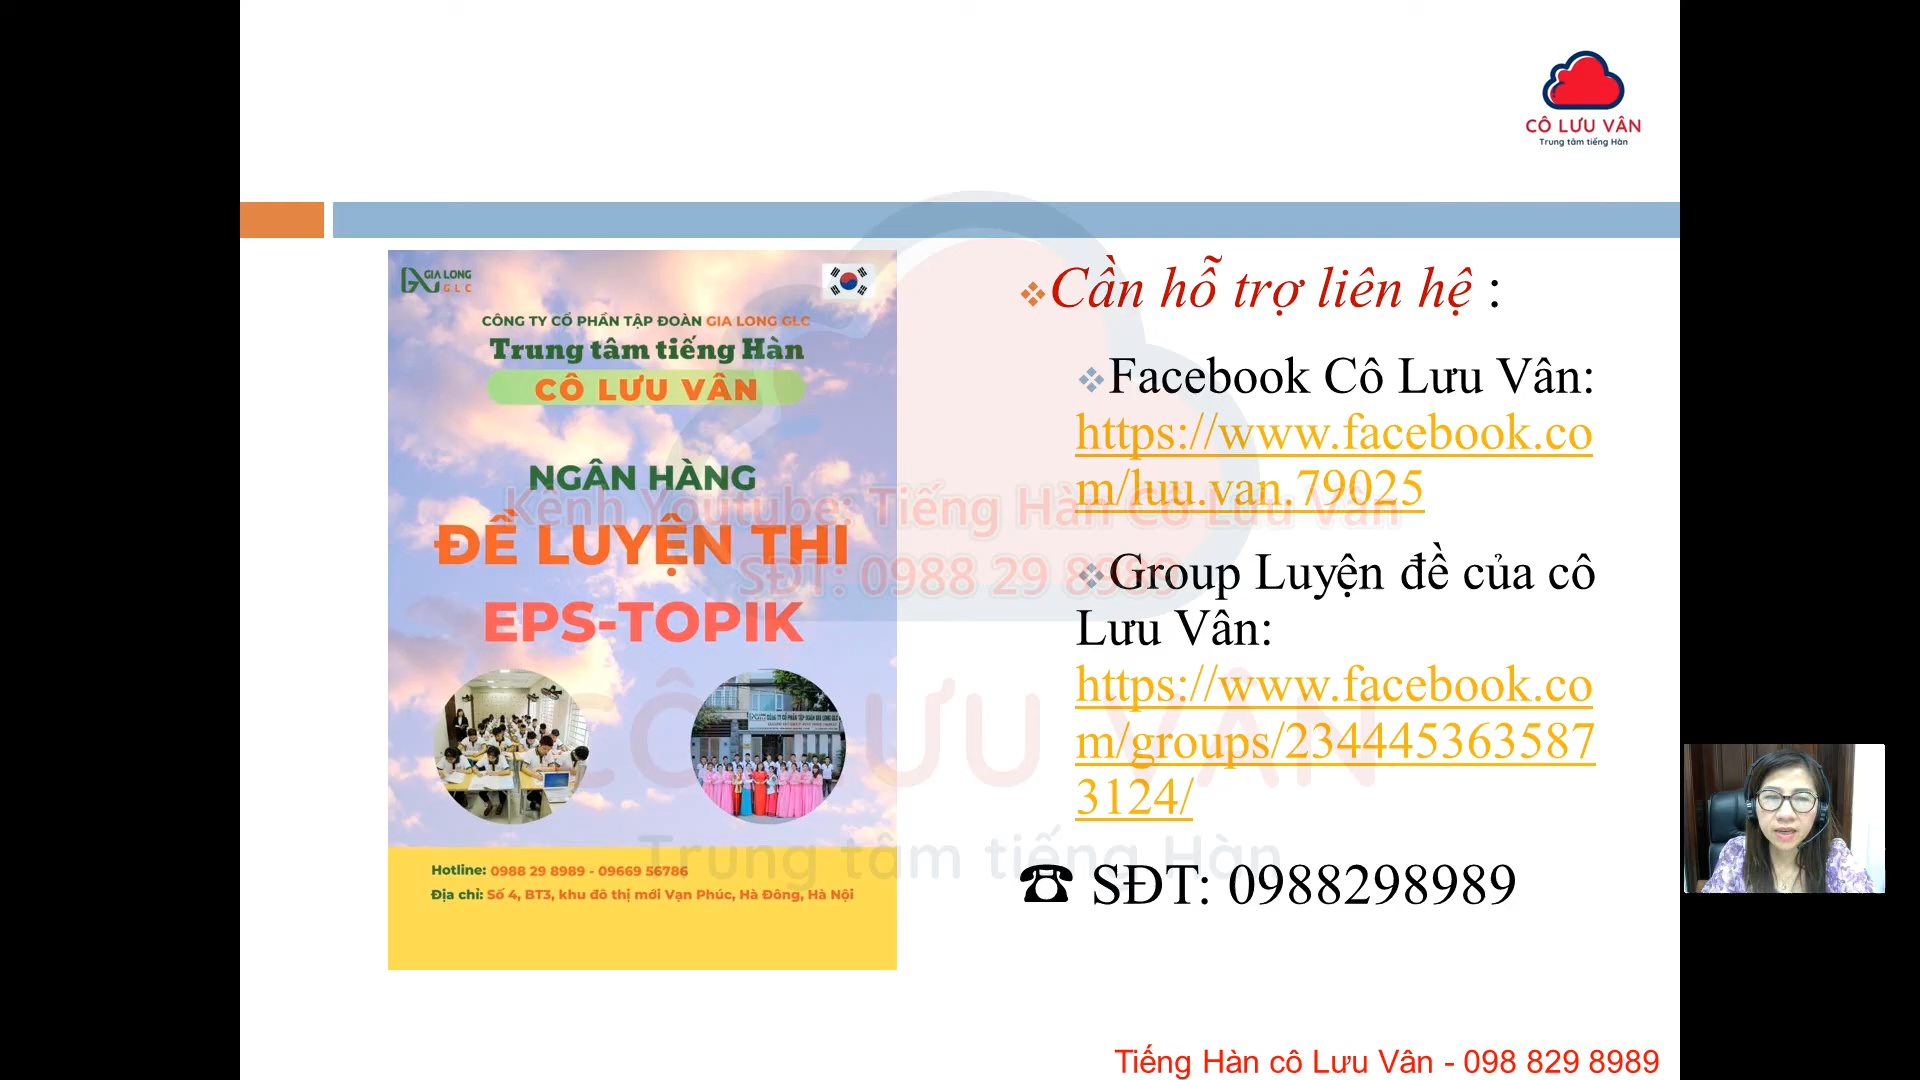 CÔ LƯU VÂN
Trung tâm tiếng Hàn
GIA LONG
GLC
CÔNG TY CỔ PHẦN TẬP ĐOÀN GIA LONG GLC
Trung tâm tiếng Hàn
CÔ LƯU VÂN
NGÂN HÀNG
ĐỀ LUYỆN THI
EPS-TOPIK
Hotline: 0988 29 8989 - 09669 56786
Địa chỉ: Số 4, BT3, khu đô thị mới Vạn Phúc, Hà Đông, Hà Nội
Cần hỗ trợ liên hệ :
Facebook Cô Lưu Vân:
https://www.facebook.co
m/luu.van.79025
Group Luyện đề của cô
Lưu Vân:
https://www.facebook.co
m/groups/234445363587
3124/
SĐT: 0988298989
Kênh Youtube: Tiếng Hàn Cô Lưu Vân
SĐT: 0988 29 8989
CÔ LƯU VÂN
Trung tâm tiếng Hàn
Tiếng Hàn cô Lưu Vân - 098 829 8989